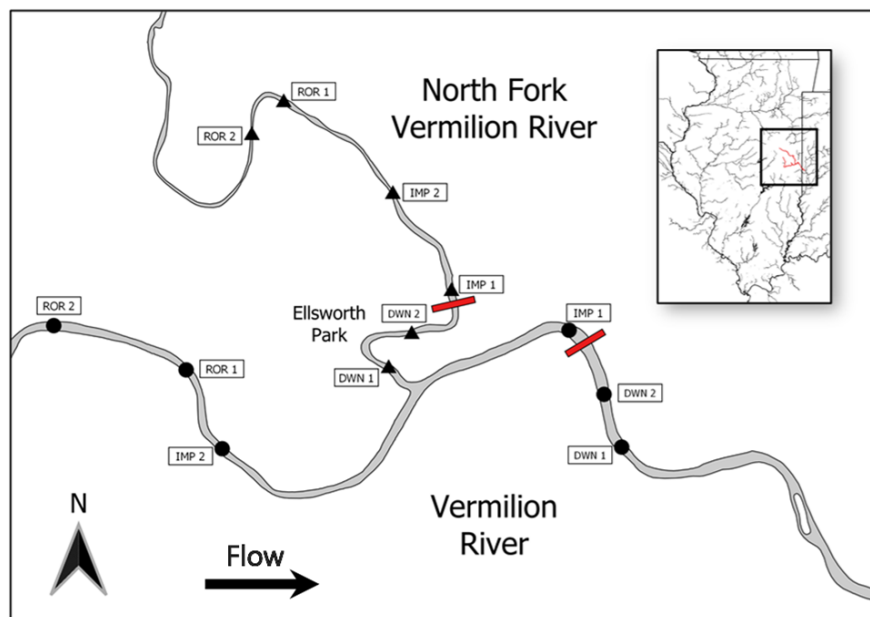 North Fork
Vermilion River
ROR 1
ROR 2
IMP 2
IMP 1
DWN 2
DWN 1
Ellsworth
Park
ROR 2
ROR 1
IMP 2
IMP 1
DWN 2
DWN 1
Vermilion
River
N
Flow